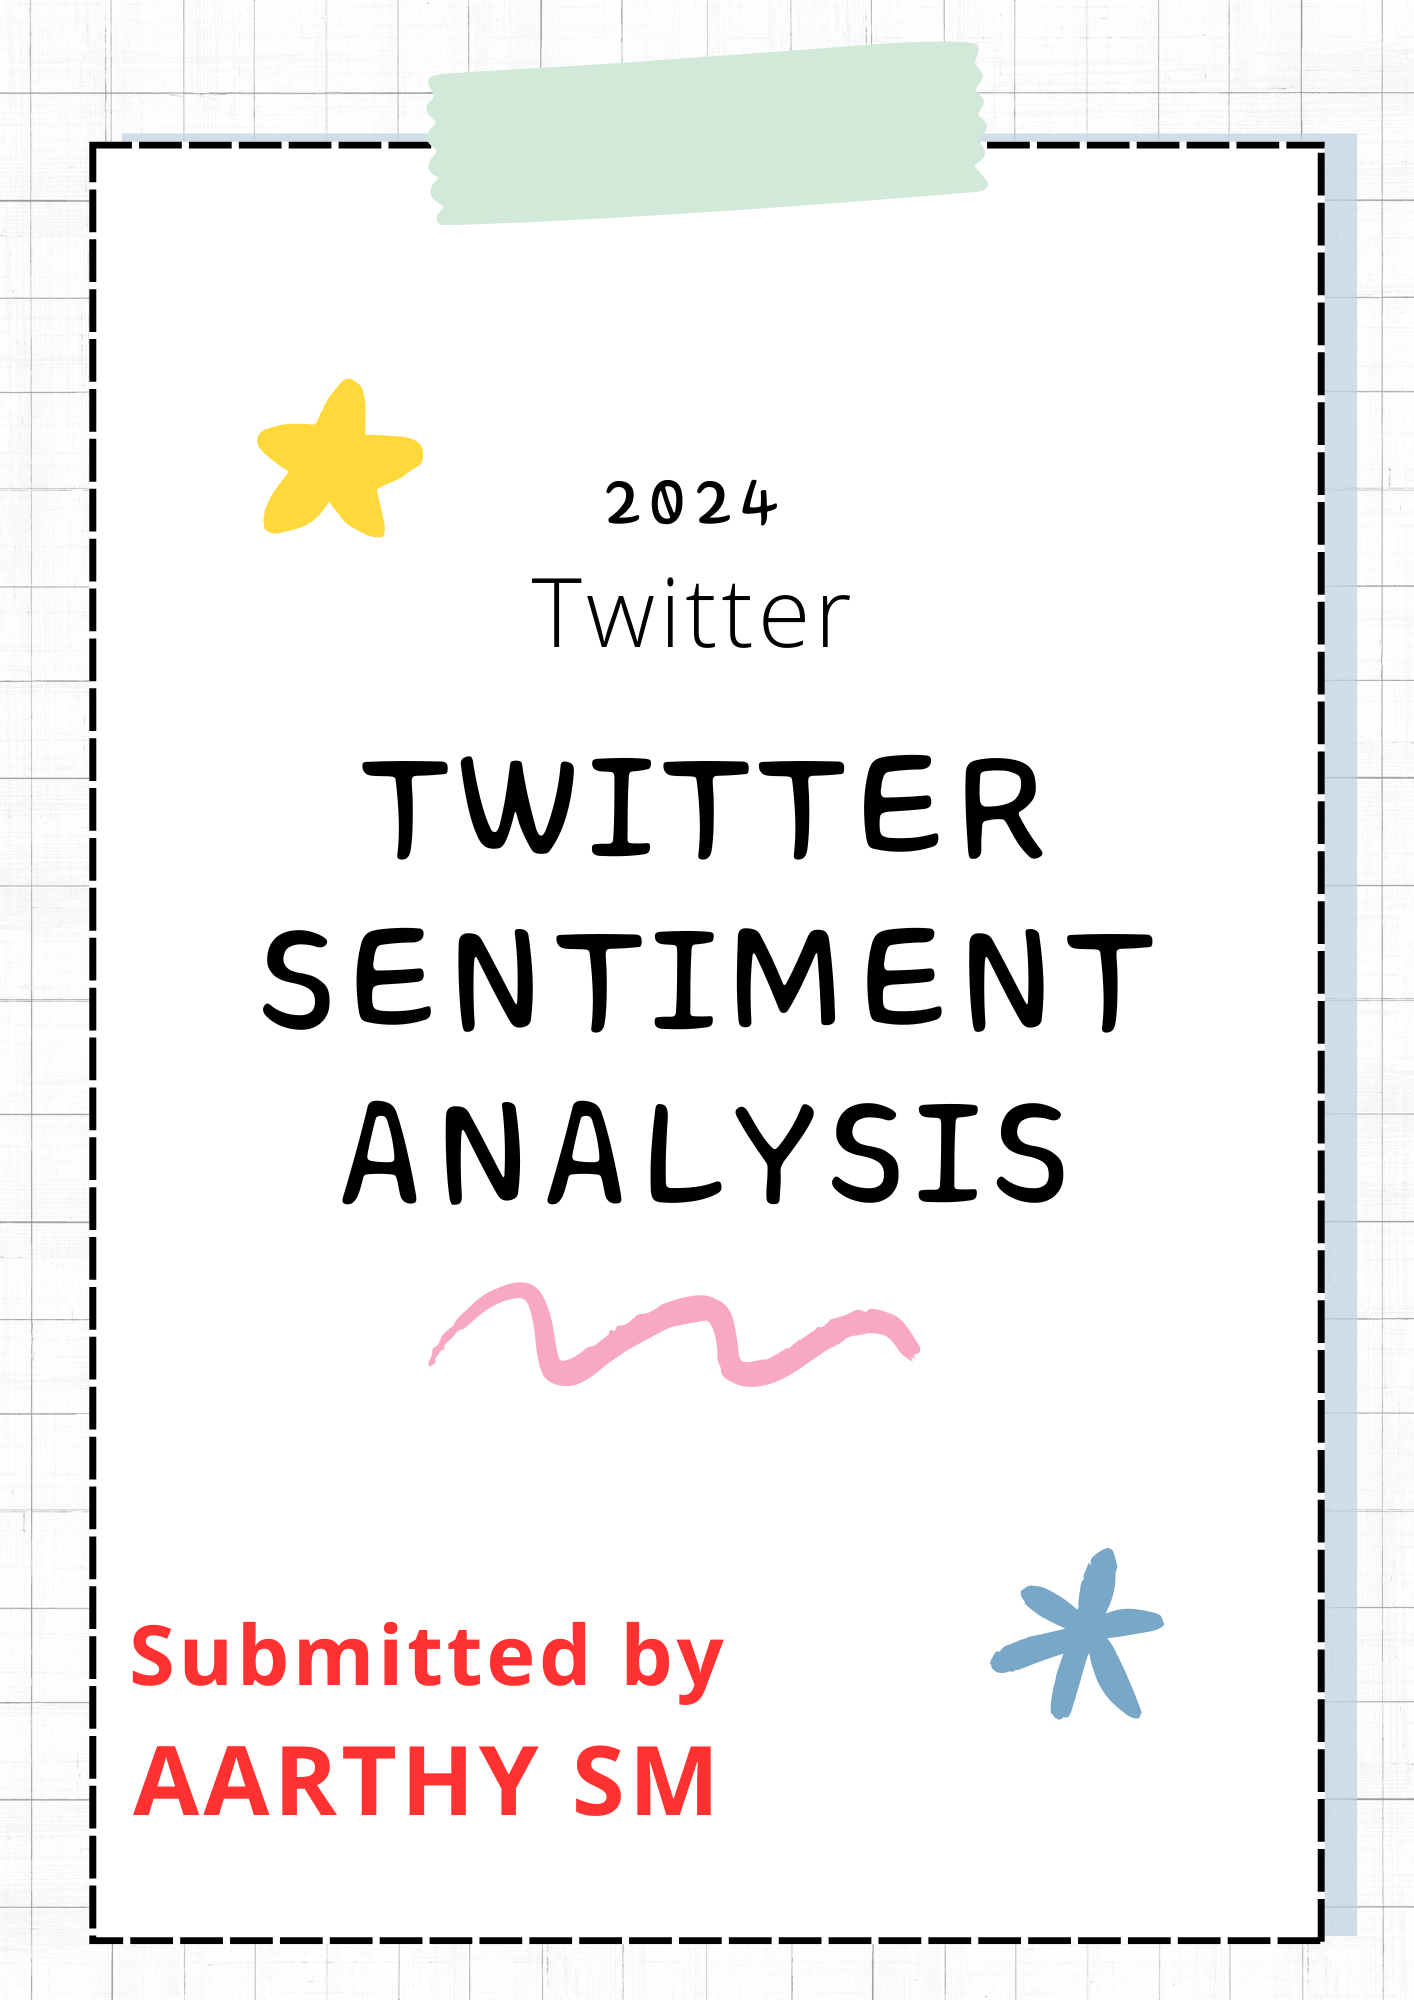 2024
Twitter
TWITTER
SENTIMENT
ANALYSIS
Submitted by
AARTHY SM